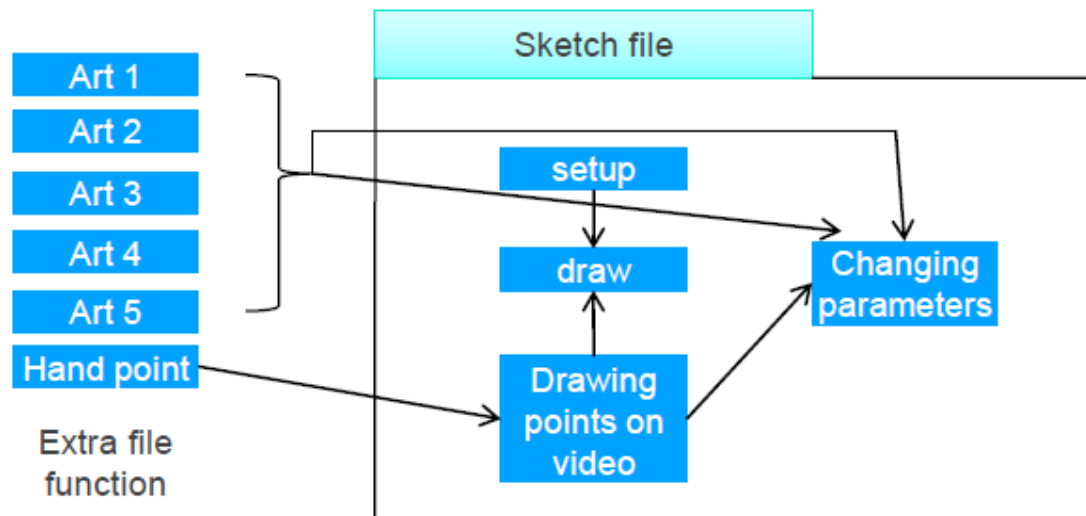 Sketch file
Art 1
Art 2
Art 3
Art 4
Art 5
Hand point
Extra file
function
setup
draw
Drawing
points on
video
Changing
parameters